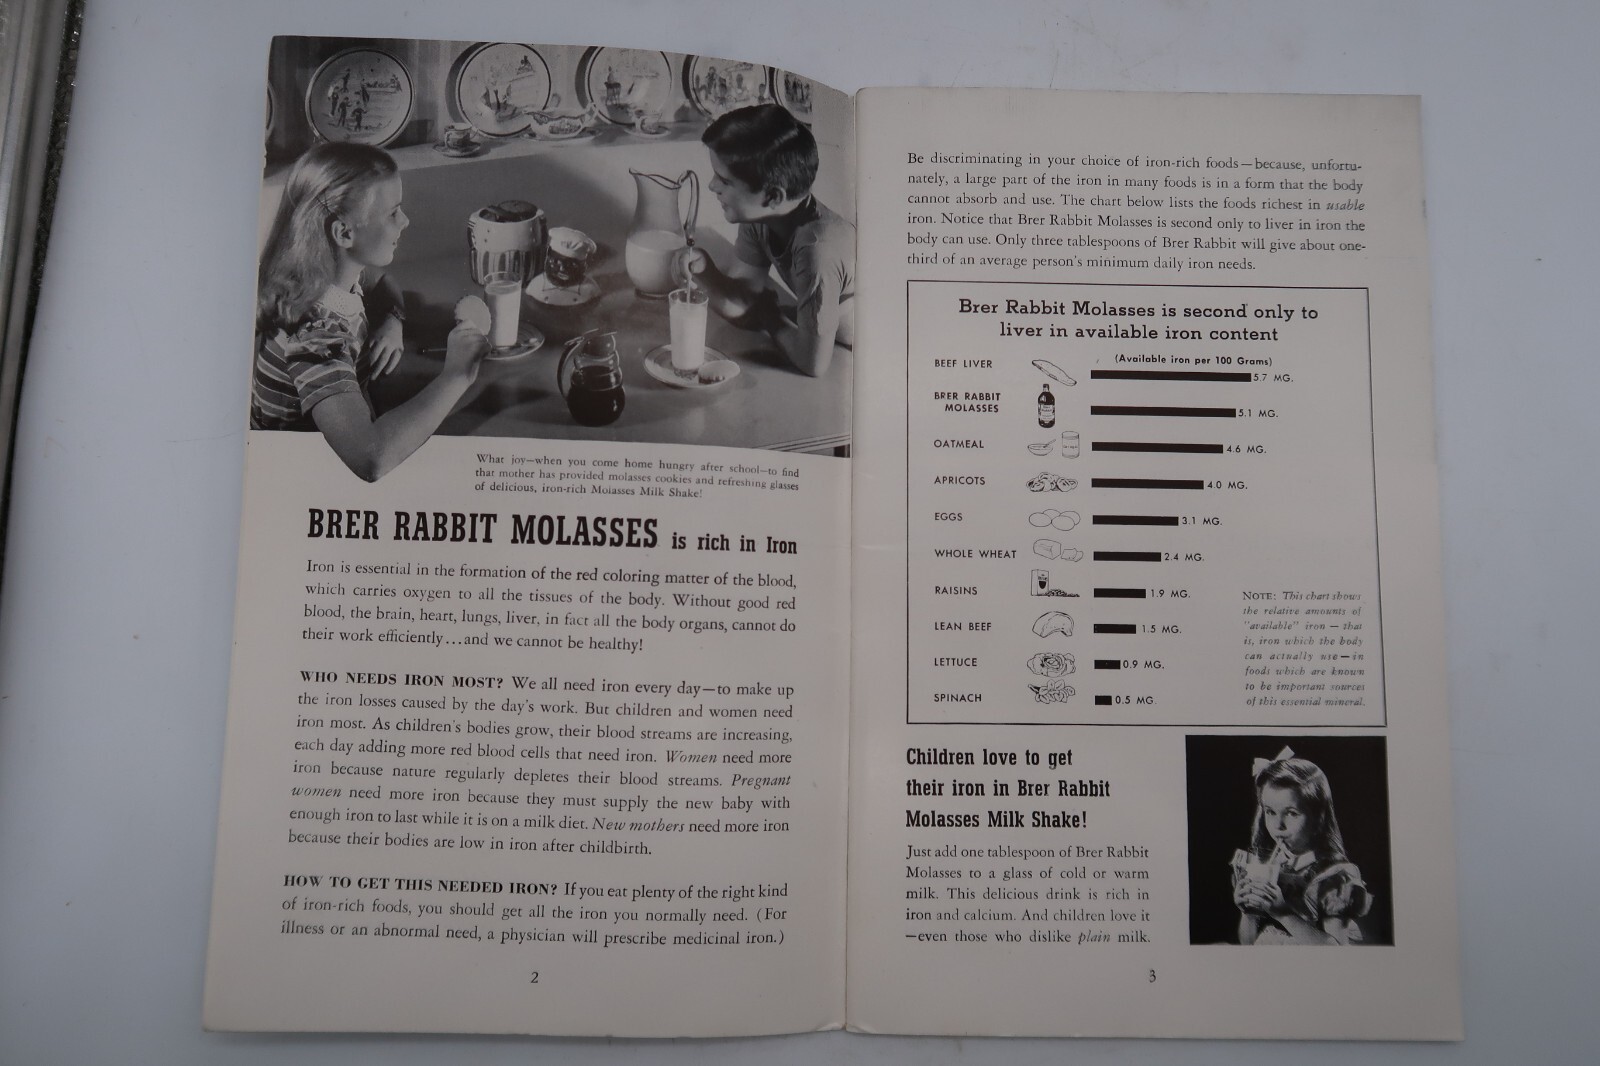 What joy—when you come home hungry after school—to find
that mother has provided molasses cookies and refreshing glasses
of delicious, iron-rich Molasses Milk Shake!
BRER RABBIT MOLASSES is rich in Iron
Iron is essential in the formation of the red coloring matter of the blood,
which carries oxygen to all the tissues of the body. Without good red
blood, the brain, heart, lungs, liver, in fact all the body organs, cannot do
their work efficiently...and we cannot be healthy!
WHO NEEDS IRON MOST? We all need iron every day—to make up
the iron losses caused by the day's work. But children and women need
iron most. As children's bodies grow, their blood streams are increasing,
each day adding more red blood cells that need iron. Women need more
iron because nature regularly depletes their blood streams. Pregnant
women need more iron because they must supply the new baby with
enough iron to last while it is on a milk diet. New mothers need more iron
because their bodies are low in iron after childbirth.
HOW TO GET THIS NEEDED IRON? If you eat plenty of the right kind
of iron-rich foods, you should get all the iron you normally need. (For
illness or an abnormal need, a physician will prescribe medicinal iron.)
2
Be discriminating in your choice of iron-rich foods—because, unfortu-
nately, a large part of the iron in many foods is in a form that the body
cannot absorb and use. The chart below lists the foods richest in usable
iron. Notice that Brer Rabbit Molasses is second only to liver in iron the
body can use. Only three tablespoons of Brer Rabbit will give about one-
third of an average person's minimum daily iron needs.
Brer Rabbit Molasses is second only to
liver in available iron content
(Available iron per 100 Grams)
BEEF LIVER 5.7 MG.
BRER RABBIT
MOLASSES 5.1 MG.
OATMEAL 4.6 MG.
APRICOTS 4.0 MG.
EGGS 3.1 MG.
WHOLE WHEAT 2.4 MG.
RAISINS 1.9 MG.
LEAN BEEF 1.5 MG.
LETTUCE 0.9 MG.
SPINACH 0.5 MG.
NOTE: This chart shows
the relative amounts of
"available" iron — that
is, iron which the body
can actually use—in
foods which are known
to be important sources
of this essential mineral.
Children love to get
their iron in Brer Rabbit
Molasses Milk Shake!
Just add one tablespoon of Brer Rabbit
Molasses to a glass of cold or warm
milk. This delicious drink is rich in
iron and calcium. And children love it
—even those who dislike plain milk.
3